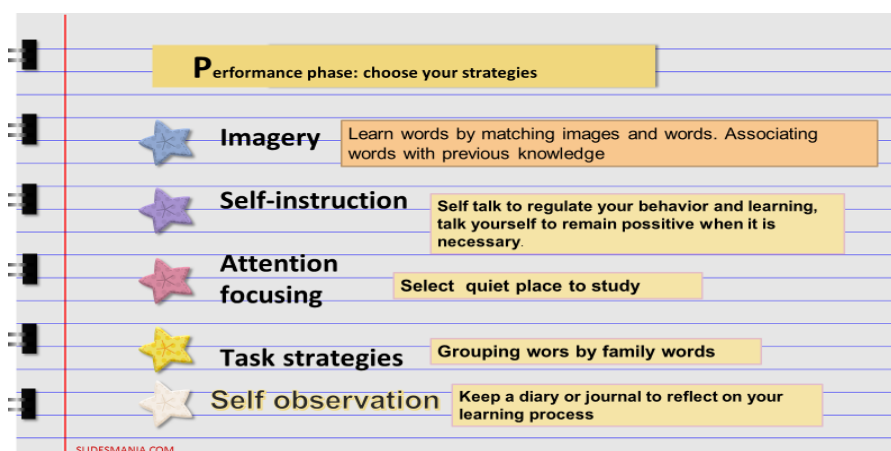 Performance phase: choose your strategies
Imagery
Learn words by matching images and words. Associating
words with previous knowledge
Self-instruction
Self talk to regulate your behavior and learning,
talk yourself to remain possitive when it is
necessary.
Attention
focusing
Select quiet place to study
Task strategies
Grouping wors by family words
Self observation
Keep a diary or journal to reflect on your
learning process
SLIDESMANIA.COM